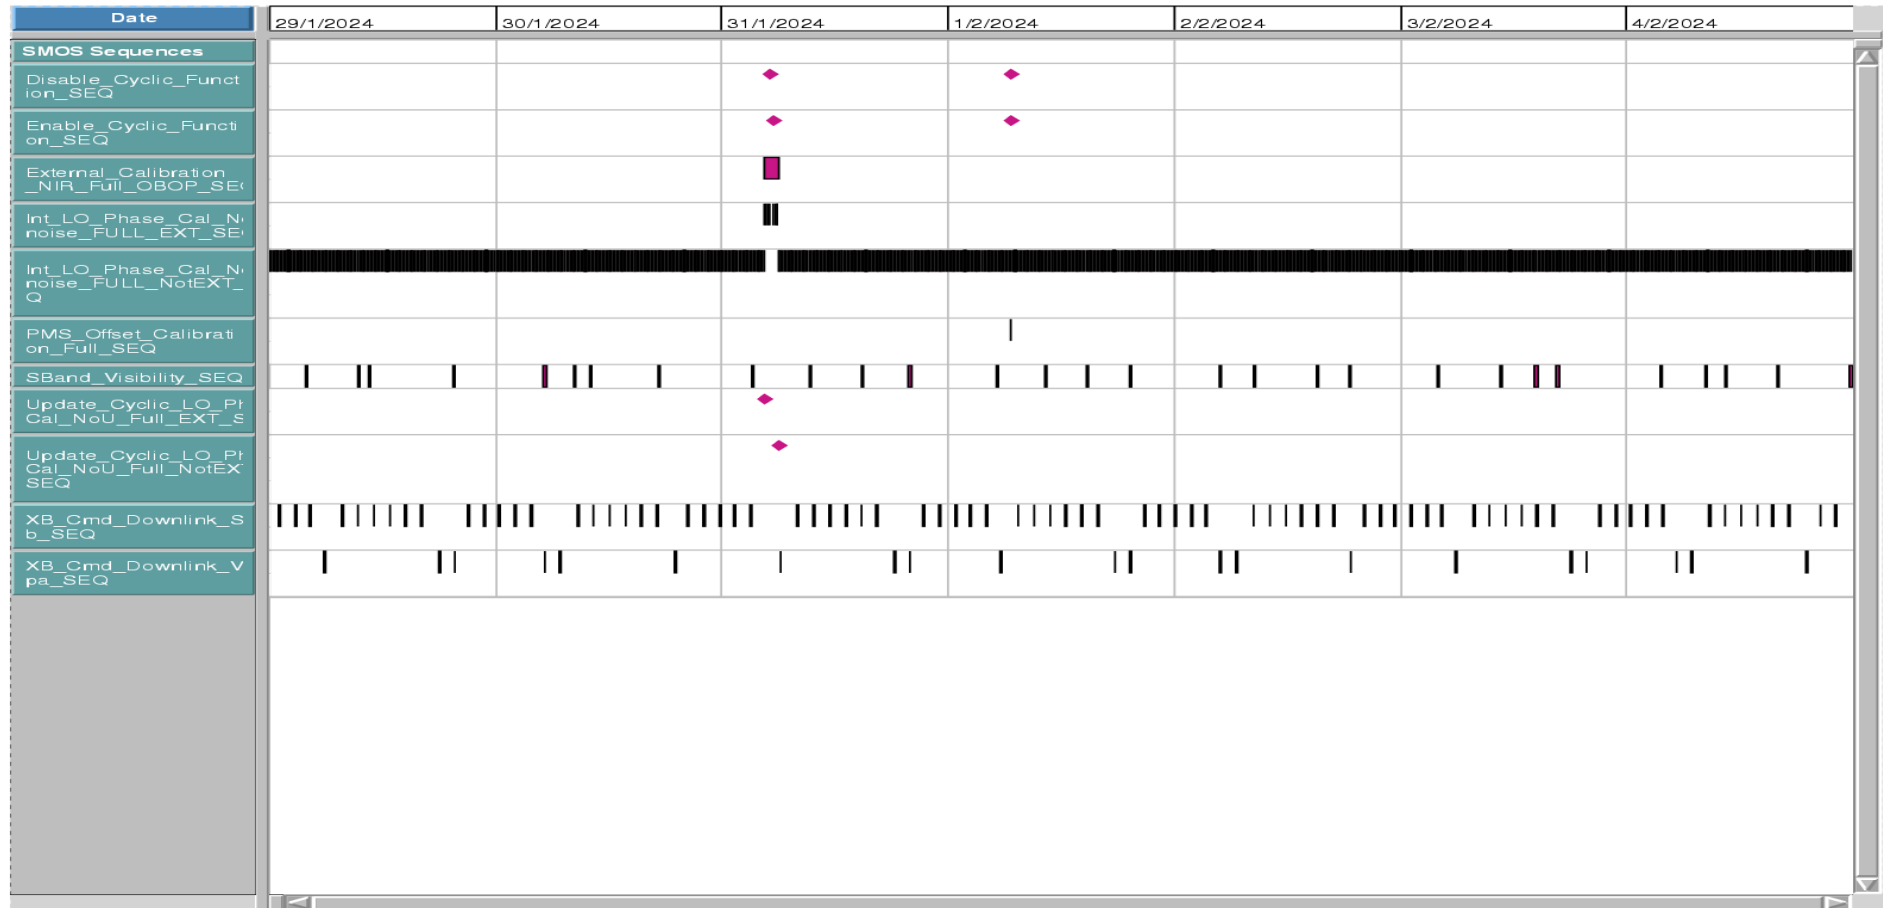 Date
29/1/2024
30/1/2024
31/1/2024
1/2/2024
2/2/2024
3/2/2024
4/2/2024
SMOS Sequences
Disable_Cyclic_Funct
ion_SEQ
Enable_Cyclic_Functi
on_SEQ
External_Calibration
_NIR_Full_OBOP_SE
Int_LO_Phase_Cal_N
noise_FULL_EXT_SE
Int_LO_Phase_Cal_N
noise_FULL_NotEXT_
Q
PMS_Offset_Calibrati
on_Full_SEQ
SBand_Visibility_SEQ
Update_Cyclic_LO_Ph
Cal_NoU_Full_EXT_S
Update_Cyclic_LO_Ph
Cal_NoU_Full_NotEX
SEQ
XB_Cmd_Downlink_S
b_SEQ
XB_Cmd_Downlink_V
pa_SEQ